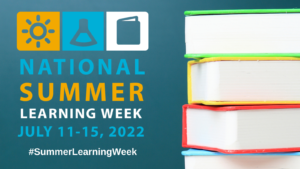 NATIONAL
SUMMER
LEARNING WEEK
JULY 11-15, 2022
#SummerLearningWeek